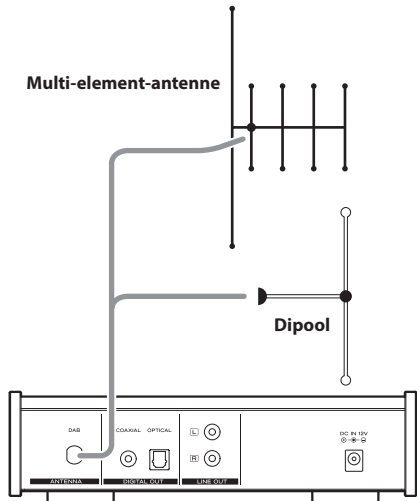 Multi-element-antenne
Dipool
DAB
COAXIAL OPTICAL
L
R
DC IN 12V
ANTENNA
DIGITAL OUT
LINE OUT